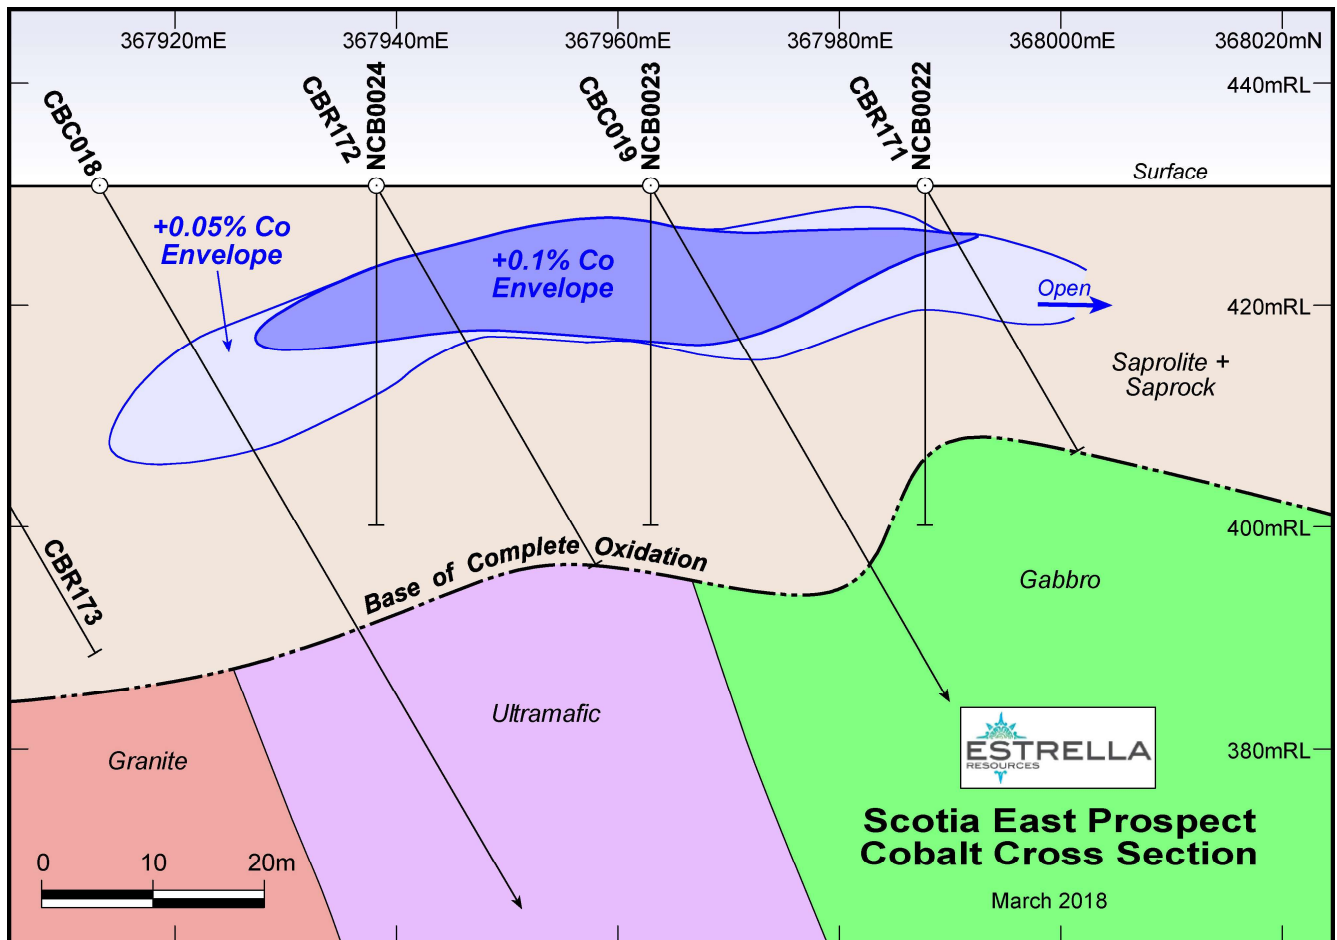 367920mE
367940mE
367960mE
367980mE
368000mE
368020mN
440mRL
CBC018
CBR172
NCB0024
CBC019
NCB0023
CBR171
NCB0022
Surface
+0.05% Co
Envelope
+0.1% Co
Envelope
Open
420mRL
Saprolite +
Saprock
400mRL
CBR173
Base of Complete Oxidation
Gabbro
Ultramafic
Granite
380mRL
ESTRELLA
RESOURCES
Scotia East Prospect
Cobalt Cross Section
March 2018
0 10 20m